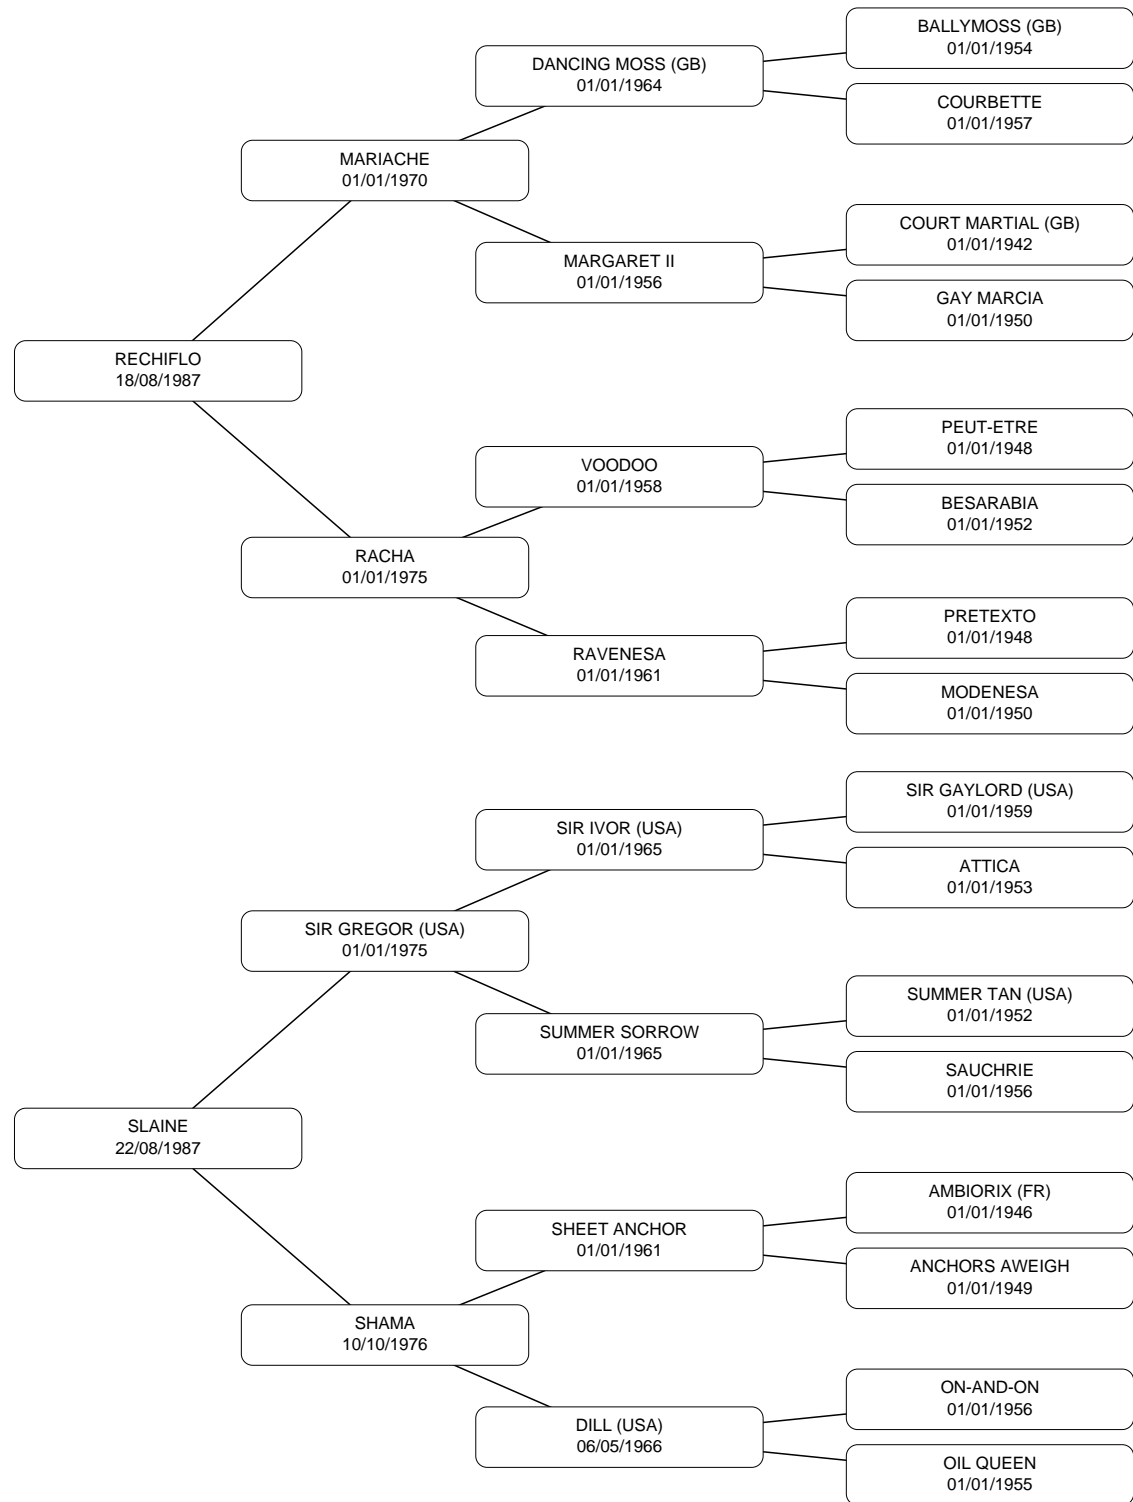 BALLYMOSS (GB)
01/01/1954
DANCING MOSS (GB)
01/01/1964
COURBETTE
01/01/1957
MARIACHE
01/01/1970
COURT MARTIAL (GB)
01/01/1942
MARGARET II
01/01/1956
GAY MARCIA
01/01/1950
RECHIFLO
18/08/1987
PEUT-ETRE
01/01/1948
VOODOO
01/01/1958
BESARABIA
01/01/1952
RACHA
01/01/1975
PRETEXTO
01/01/1948
RAVENESA
01/01/1961
MODENESA
01/01/1950
SIR GAYLORD (USA)
01/01/1959
SIR IVOR (USA)
01/01/1965
ATTICA
01/01/1953
SIR GREGOR (USA)
01/01/1975
SUMMER TAN (USA)
01/01/1952
SUMMER SORROW
01/01/1965
SAUCHRIE
01/01/1956
SLAINE
22/08/1987
AMBIORIX (FR)
01/01/1946
SHEET ANCHOR
01/01/1961
ANCHORS AWEIGH
01/01/1949
SHAMA
10/10/1976
ON-AND-ON
01/01/1956
DILL (USA)
06/05/1966
OIL QUEEN
01/01/1955